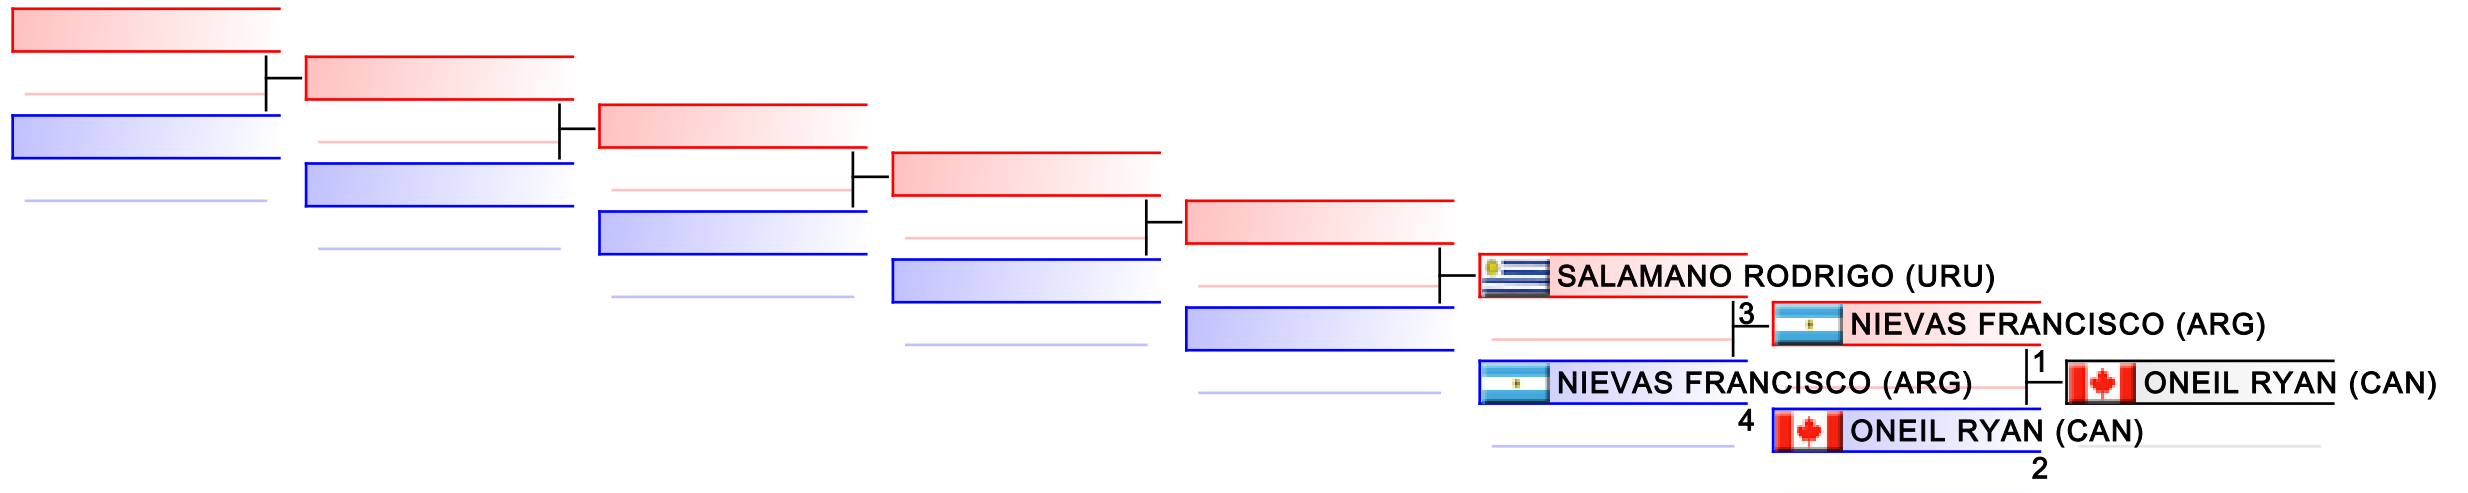 SALAMANO RODRIGO (URU)
3
NIEVAS FRANCISCO (ARG)
NIEVAS FRANCISCO (ARG)
4
1
ONEIL RYAN (CAN)
ONEIL RYAN (CAN)
2